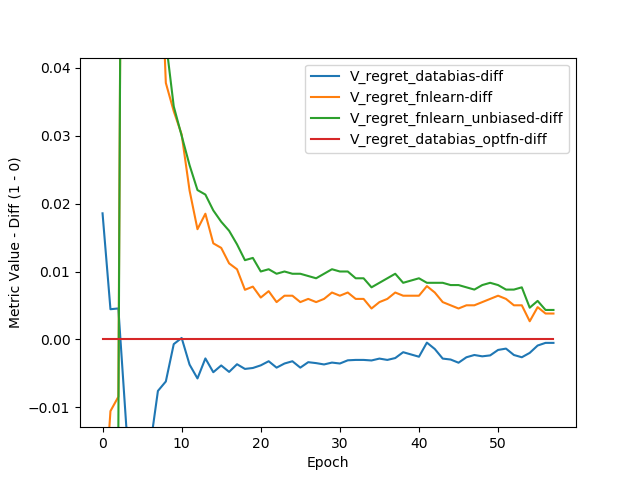 V_regret_databias-diff
V_regret_fnlearn-diff
V_regret_fnlearn_unbiased-diff
V_regret_databias_optfn-diff
Metric Value - Diff (1 - 0)
0.04
0.03
0.02
0.01
0.00
−0.01
0 10 20 30 40 50
Epoch